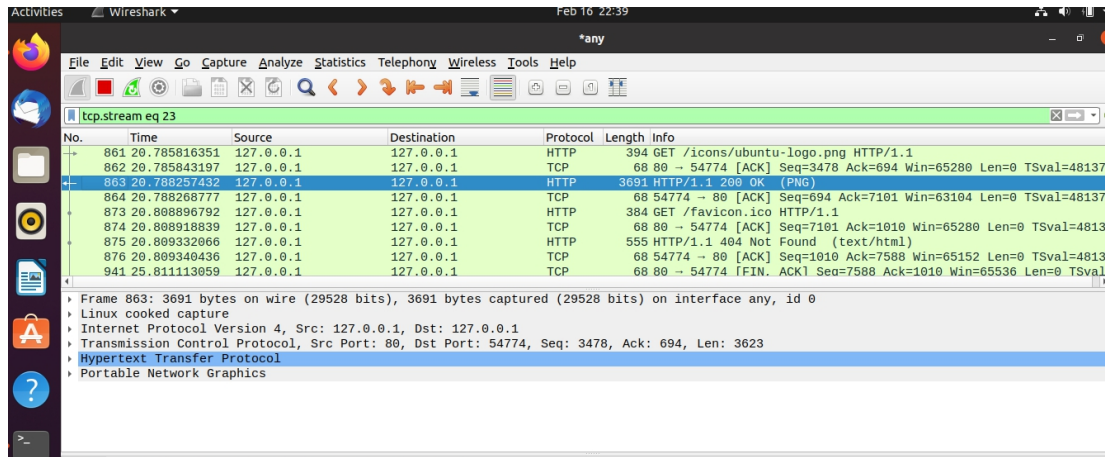 Activities Wireshark Feb 16 22:39
*any
File Edit View Go Capture Analyze Statistics Telephony Wireless Tools Help
tcp.stream eq 23
No. Time Source Destination Protocol Length Info
861 20.785816351 127.0.0.1 127.0.0.1 HTTP 394 GET /icons/ubuntu-logo.png HTTP/1.1
862 20.785843197 127.0.0.1 127.0.0.1 TCP 68 80 → 54774 [ACK] Seq=3478 Ack=694 Win=65280 Len=0 TSval=48137
863 20.788257432 127.0.0.1 127.0.0.1 HTTP 3691 HTTP/1.1 200 OK (PNG)
864 20.788268777 127.0.0.1 127.0.0.1 TCP 68 54774 → 80 [ACK] Seq=694 Ack=7101 Win=63104 Len=0 TSval=48137
873 20.808896792 127.0.0.1 127.0.0.1 HTTP 384 GET /favicon.ico HTTP/1.1
874 20.808918839 127.0.0.1 127.0.0.1 TCP 68 80 → 54774 [ACK] Seq=7101 Ack=1010 Win=65280 Len=0 TSval=4813
875 20.809332066 127.0.0.1 127.0.0.1 HTTP 555 HTTP/1.1 404 Not Found (text/html)
876 20.809340436 127.0.0.1 127.0.0.1 TCP 68 54774 → 80 [ACK] Seq=1010 Ack=7588 Win=65152 Len=0 TSval=4813
941 25.811113059 127.0.0.1 127.0.0.1 TCP 68 80 → 54774 [FIN, ACK] Seq=7588 Ack=1010 Win=65536 Len=0 TSval
Frame 863: 3691 bytes on wire (29528 bits), 3691 bytes captured (29528 bits) on interface any, id 0
Linux cooked capture
Internet Protocol Version 4, Src: 127.0.0.1, Dst: 127.0.0.1
Transmission Control Protocol, Src Port: 80, Dst Port: 54774, Seq: 3478, Ack: 694, Len: 3623
Hypertext Transfer Protocol
Portable Network Graphics